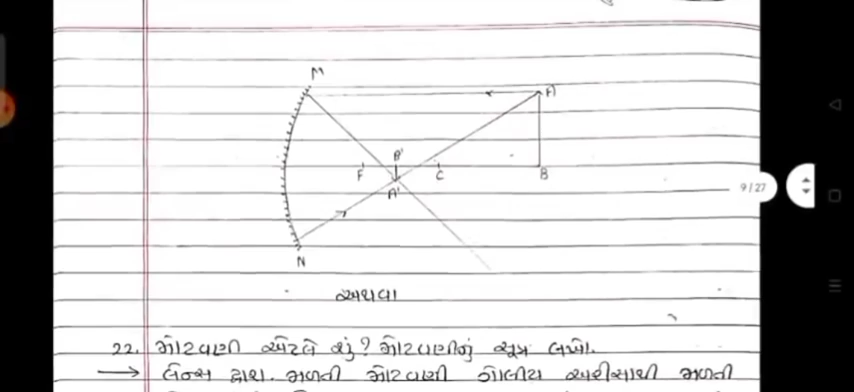 M
A
B'
F
C
B
A'
9/27
N
અથવા
22. મોટવણી એટલે શું? મોટવણીનું સૂત્ર લખો.
→ લેન્સ દ્વારા મળતી મોટવણી ગોલીય અરીસાથી મળતી